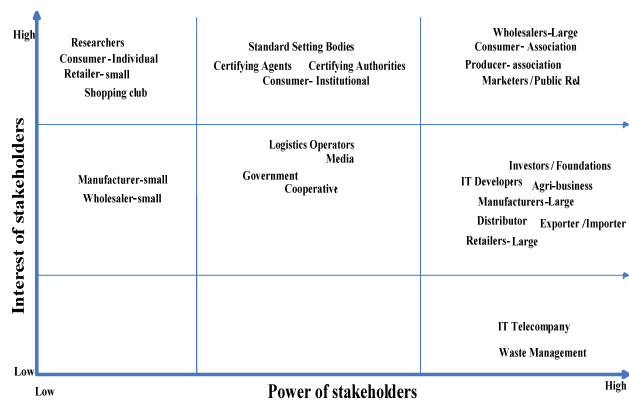 High
Interest of stakeholders
Low
Researchers
Consumer-Individual
Retailer-small
Shopping club
Standard Setting Bodies
Certifying Agents Certifying Authorities
Consumer- Institutional
Wholesalers-Large
Consumer- Association
Producer- association
Marketers/Public Rel
Manufacturer-small
Wholesaler-small
Logistics Operators
Media
Government
Cooperative
Investors/Foundations
IT Developers Agri-business
Manufacturers-Large
Distributor Exporter/Importer
Retailers-Large
IT Telecompany
Waste Management
Low
Power of stakeholders
High